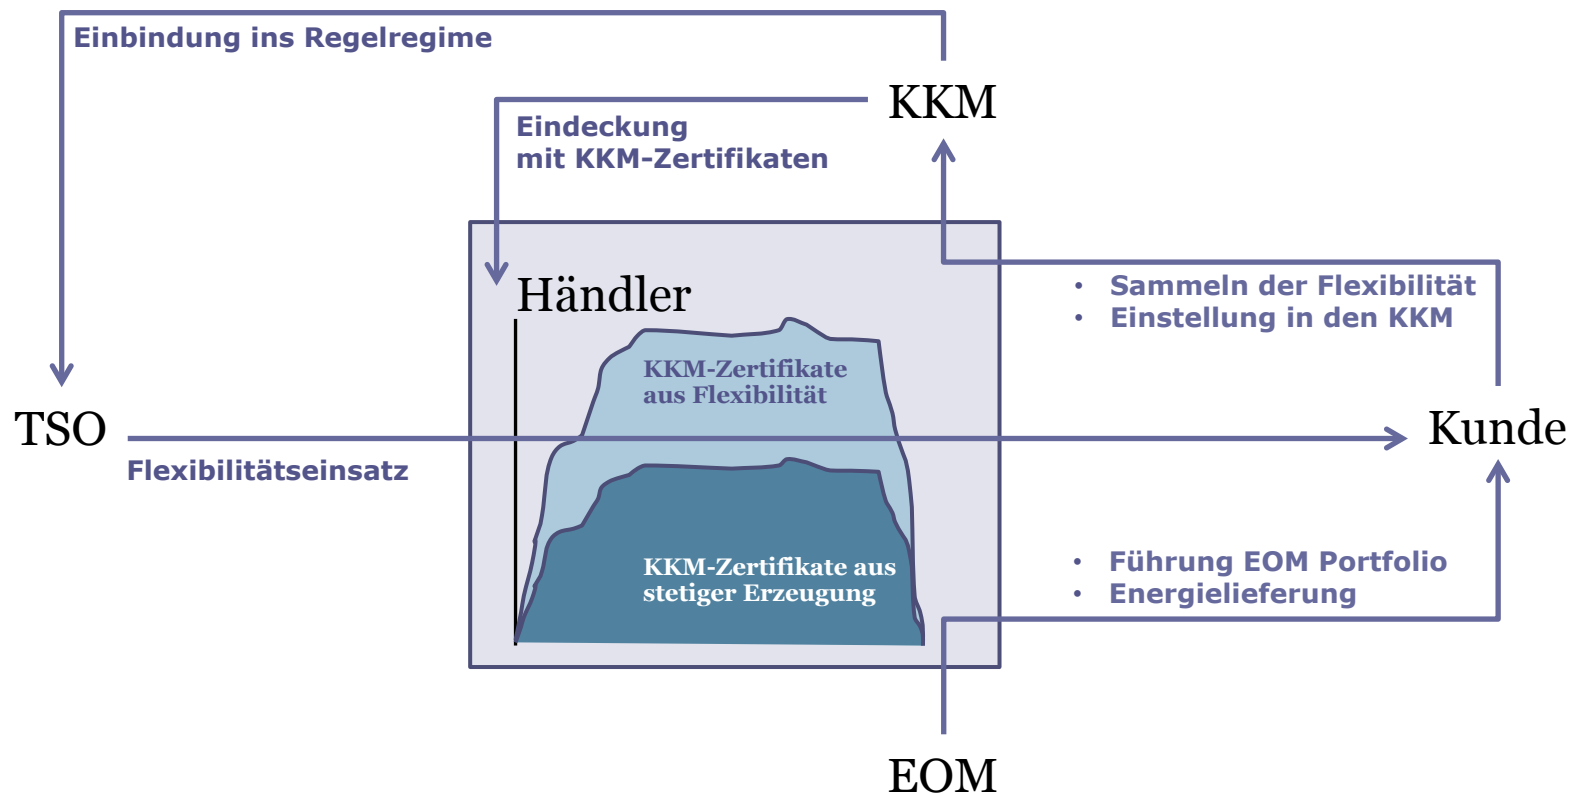 Einbindung ins Regelregime
KKM
Eindeckung
mit KKM-Zertifikaten
Händler
• Sammeln der Flexibilität
• Einstellung in den KKM
KKM-Zertifikate
aus Flexibilität
TSO
Kunde
Flexibilitätseinsatz
KKM-Zertifikate aus
stetiger Erzeugung
• Führung EOM Portfolio
• Energielieferung
EOM